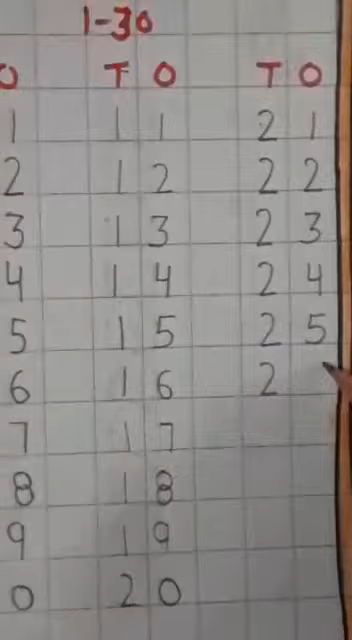 1-30
O T O T O
1 1 1 2 1
2 1 2 2 2
3 1 3 2 3
4 1 4 2 4
5 1 5 2 5
6 1 6 2
7 1 7
8 1 8
9 1 9
0 2 0